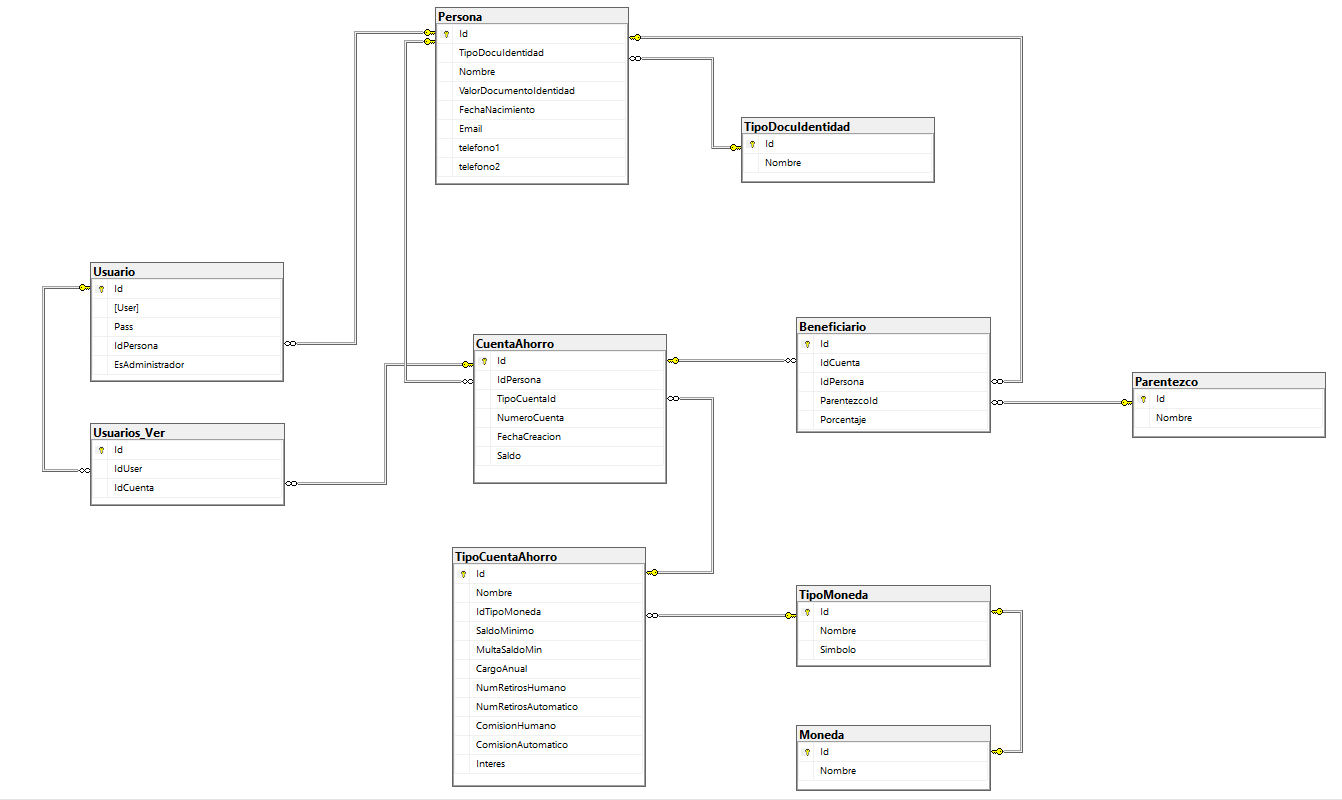 Persona
Id
TipoDocuIdentidad
Nombre
ValorDocumentoIdentidad
FechaNacimiento
Email
telefono1
telefono2
TipoDocuIdentidad
Id
Nombre
Usuario
Id
[User]
Pass
IdPersona
EsAdministrador
Usuarios_Ver
Id
IdUser
IdCuenta
CuentaAhorro
Id
IdPersona
TipoCuentaId
NumeroCuenta
FechaCreacion
Saldo
Beneficiario
Id
IdCuenta
IdPersona
ParentezcoId
Porcentaje
Parentezco
Id
Nombre
TipoCuentaAhorro
Id
Nombre
IdTipoMoneda
SaldoMinimo
MultaSaldoMin
CargoAnual
NumRetirosHumano
NumRetirosAutomatico
ComisionHumano
ComisionAutomatico
Interes
TipoMoneda
Id
Nombre
Simbolo
Moneda
Id
Nombre